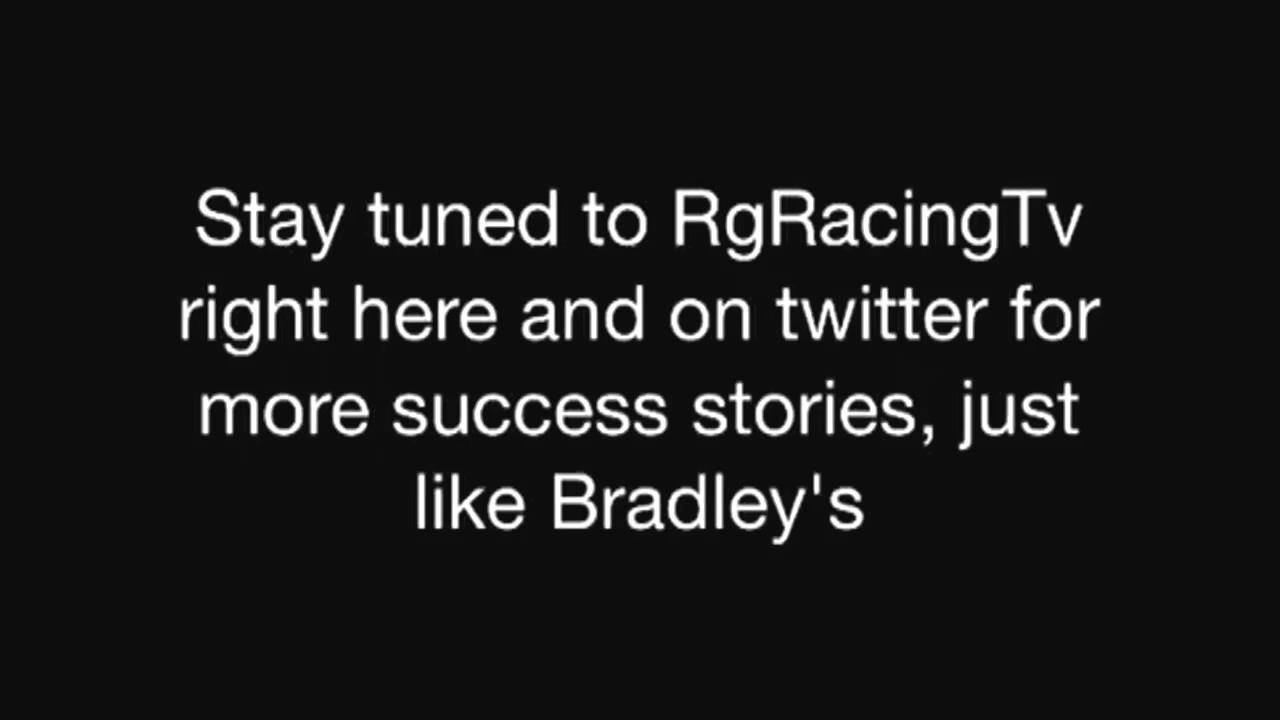 Stay tuned to RgRacingTv
right here and on twitter for
more success stories, just
like Bradley's